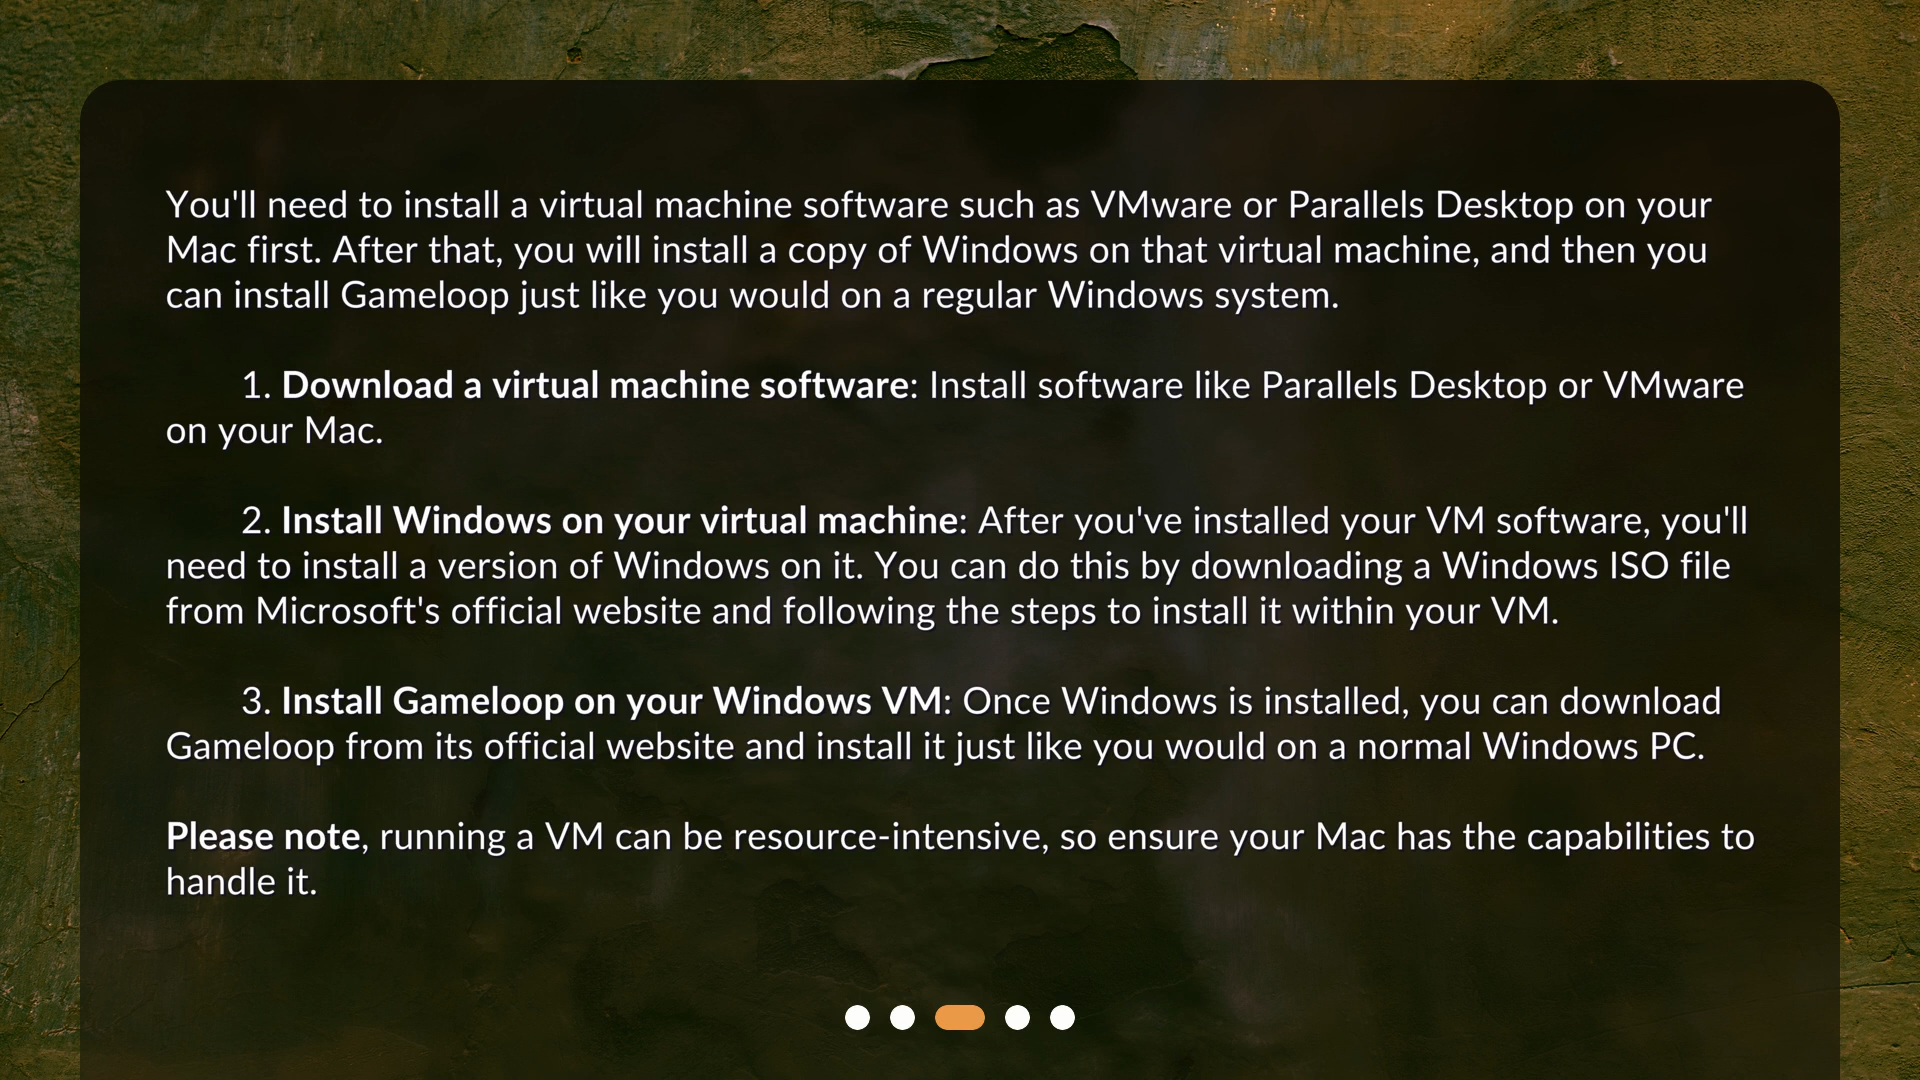 You'll need to install a virtual machine software such as VMware or Parallels Desktop on your
Mac first. After that, you will install a copy of Windows on that virtual machine, and then you
can install Gameloop just like you would on a regular Windows system.
1. Download a virtual machine software: Install software like Parallels Desktop or VMware
on your Mac.
2. Install Windows on your virtual machine: After you've installed your VM software, you'll
need to install a version of Windows on it. You can do this by downloading a Windows ISO file
from Microsoft's official website and following the steps to install it within your VM.
3. Install Gameloop on your Windows VM: Once Windows is installed, you can download
Gameloop from its official website and install it just like you would on a normal Windows PC.
Please note, running a VM can be resource-intensive, so ensure your Mac has the capabilities to
handle it.